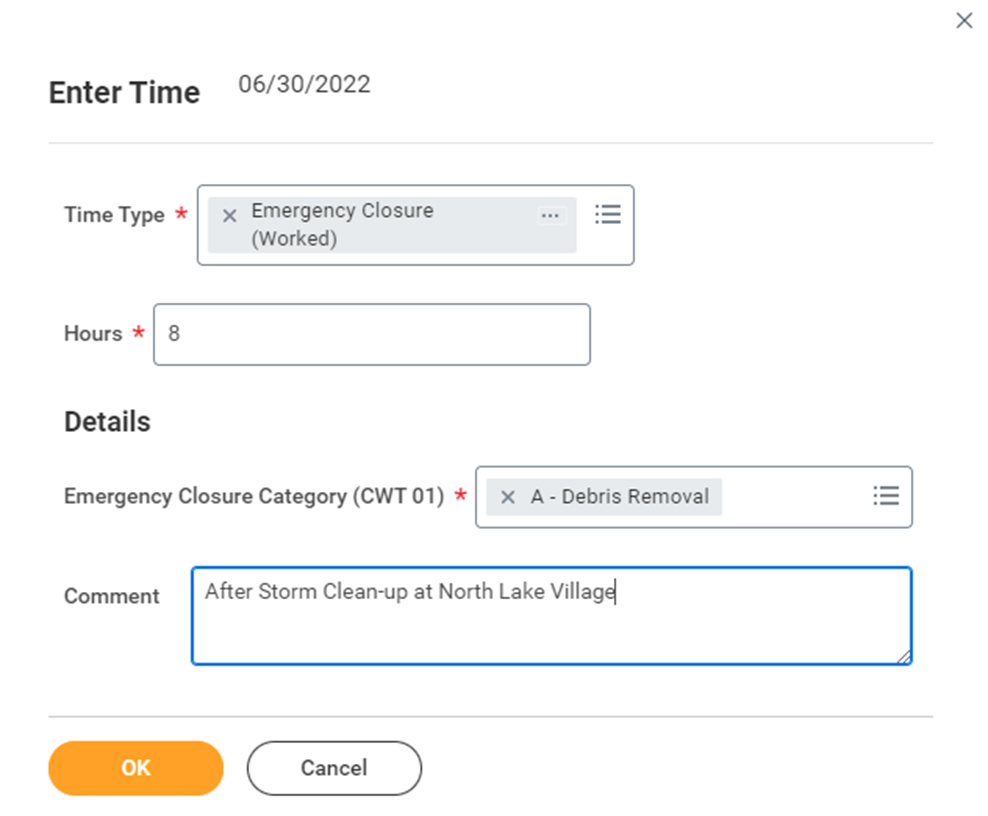 Enter Time 06/30/2022
Time Type * Emergency Closure
(Worked)
Hours * 8
Details
Emergency Closure Category (CWT 01) * A - Debris Removal
Comment After Storm Clean-up at North Lake Village
OK Cancel